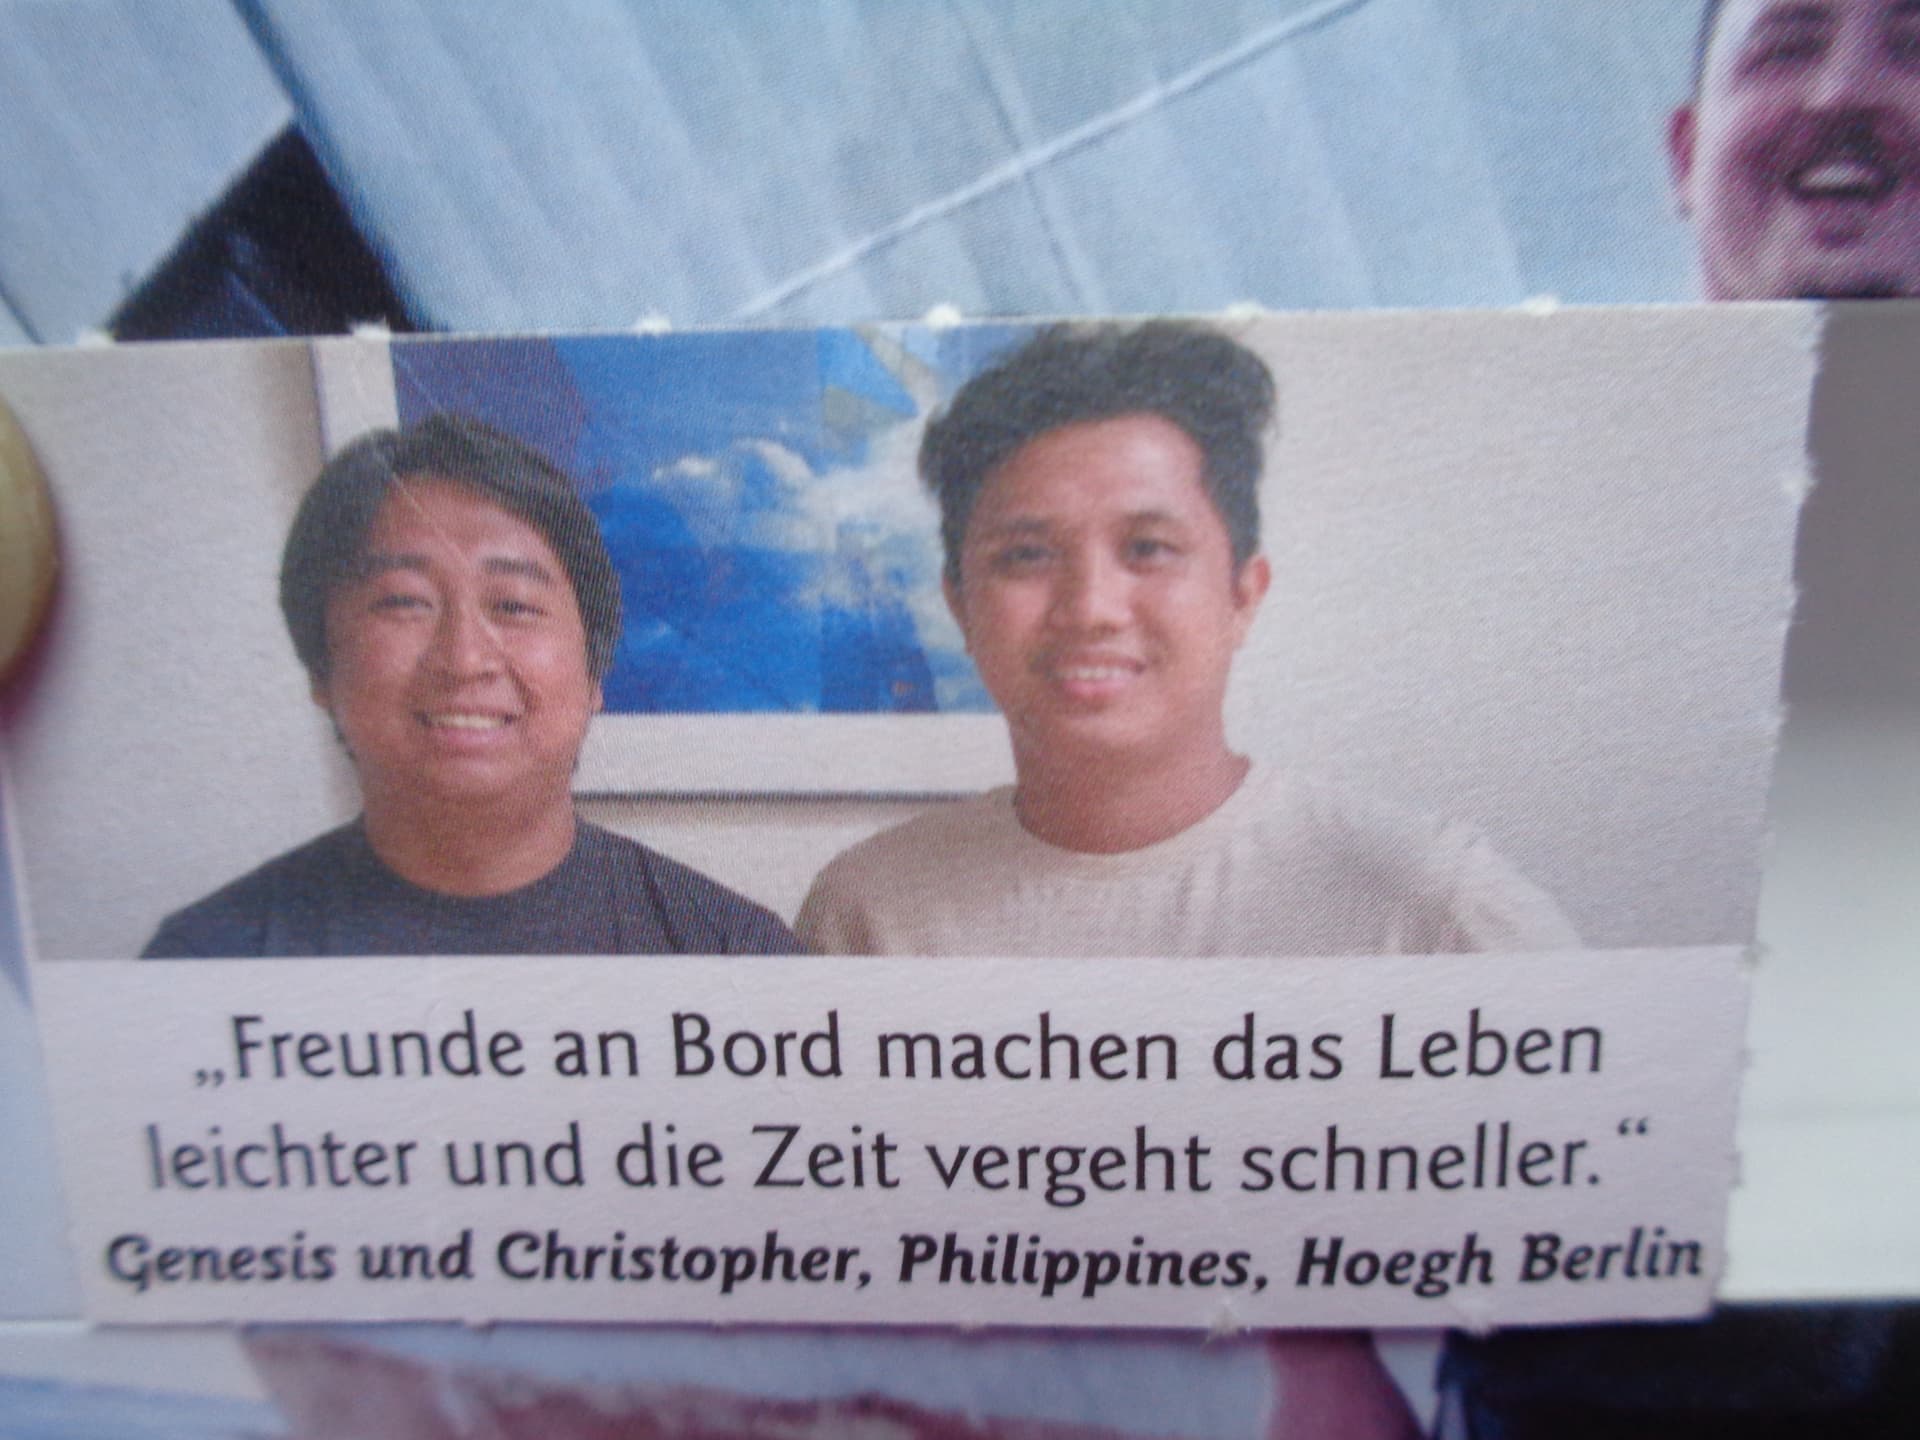 „Freunde an Bord machen das Leben
leichter und die Zeit vergeht schneller.“
Genesis und Christopher, Philippines, Hoegh Berlin